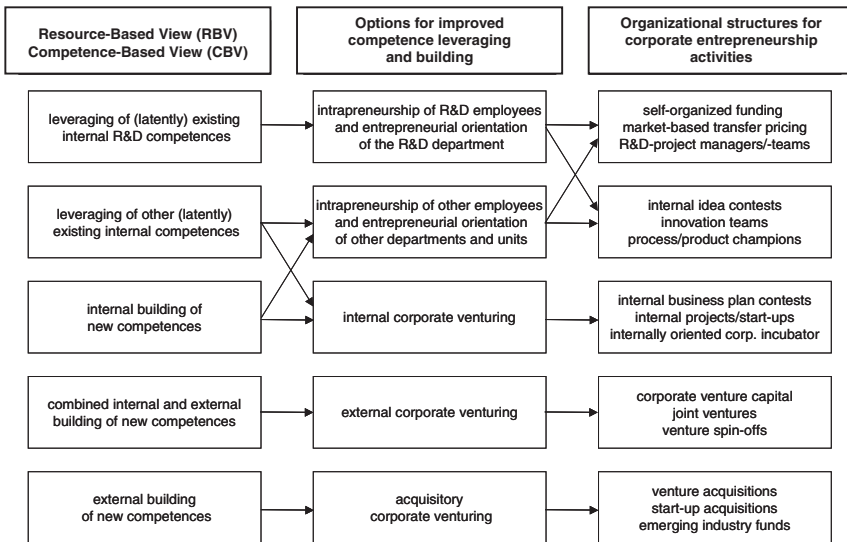 Resource-Based View (RBV)
Competence-Based View (CBV)
Options for improved
competence leveraging
and building
Organizational structures for
corporate entrepreneurship
activities
leveraging of (latently) existing
internal R&D competences
intrapreneurship of R&D employees
and entrepreneurial orientation
of the R&D department
self-organized funding
market-based transfer pricing
R&D-project managers/-teams
leveraging of other (latently)
existing internal competences
intrapreneurship of other employees
and entrepreneurial orientation
of other departments and units
internal idea contests
innovation teams
process/product champions
internal building of
new competences
internal corporate venturing
internal business plan contests
internal projects/start-ups
internally oriented corp. incubator
combined internal and external
building of new competences
external corporate venturing
corporate venture capital
joint ventures
venture spin-offs
external building
of new competences
acquisitory
corporate venturing
venture acquisitions
start-up acquisitions
emerging industry funds